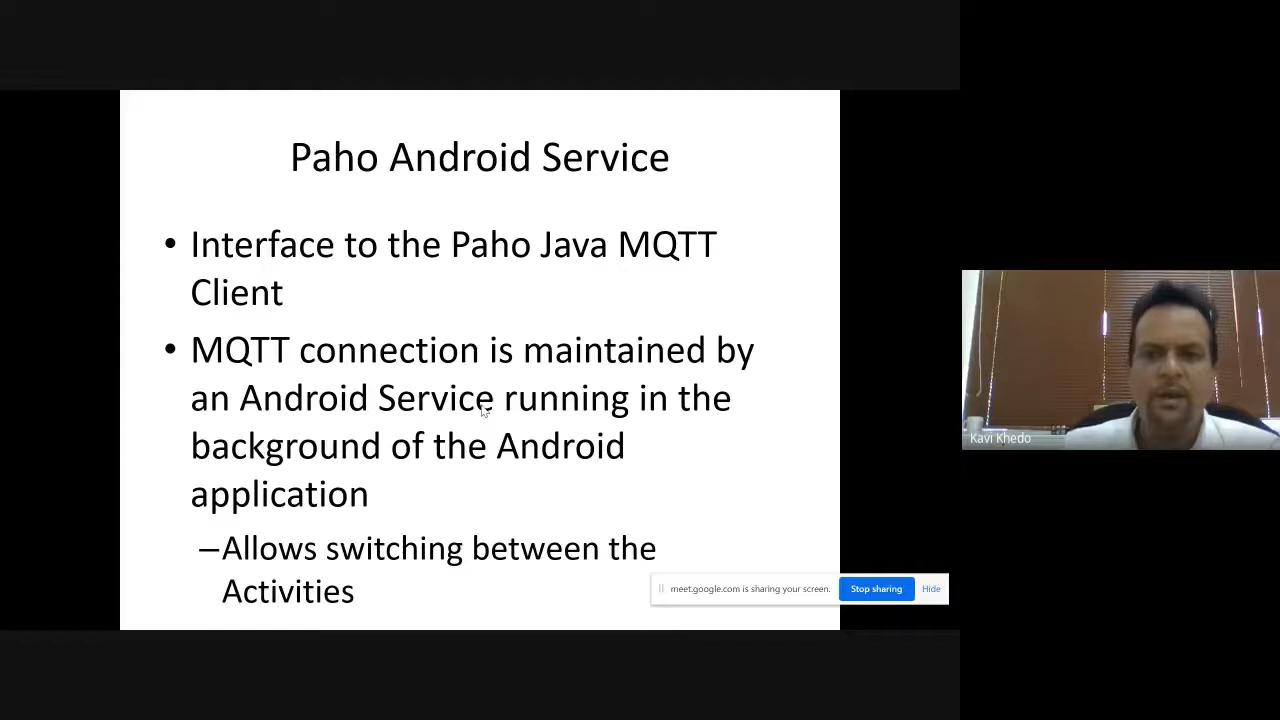 Paho Android Service
• Interface to the Paho Java MQTT
Client
• MQTT connection is maintained by
an Android Service running in the
background of the Android
application
–Allows switching between the
Activities
meet.google.com is sharing your screen.
Stop sharing
Hide
Kavi Khedo